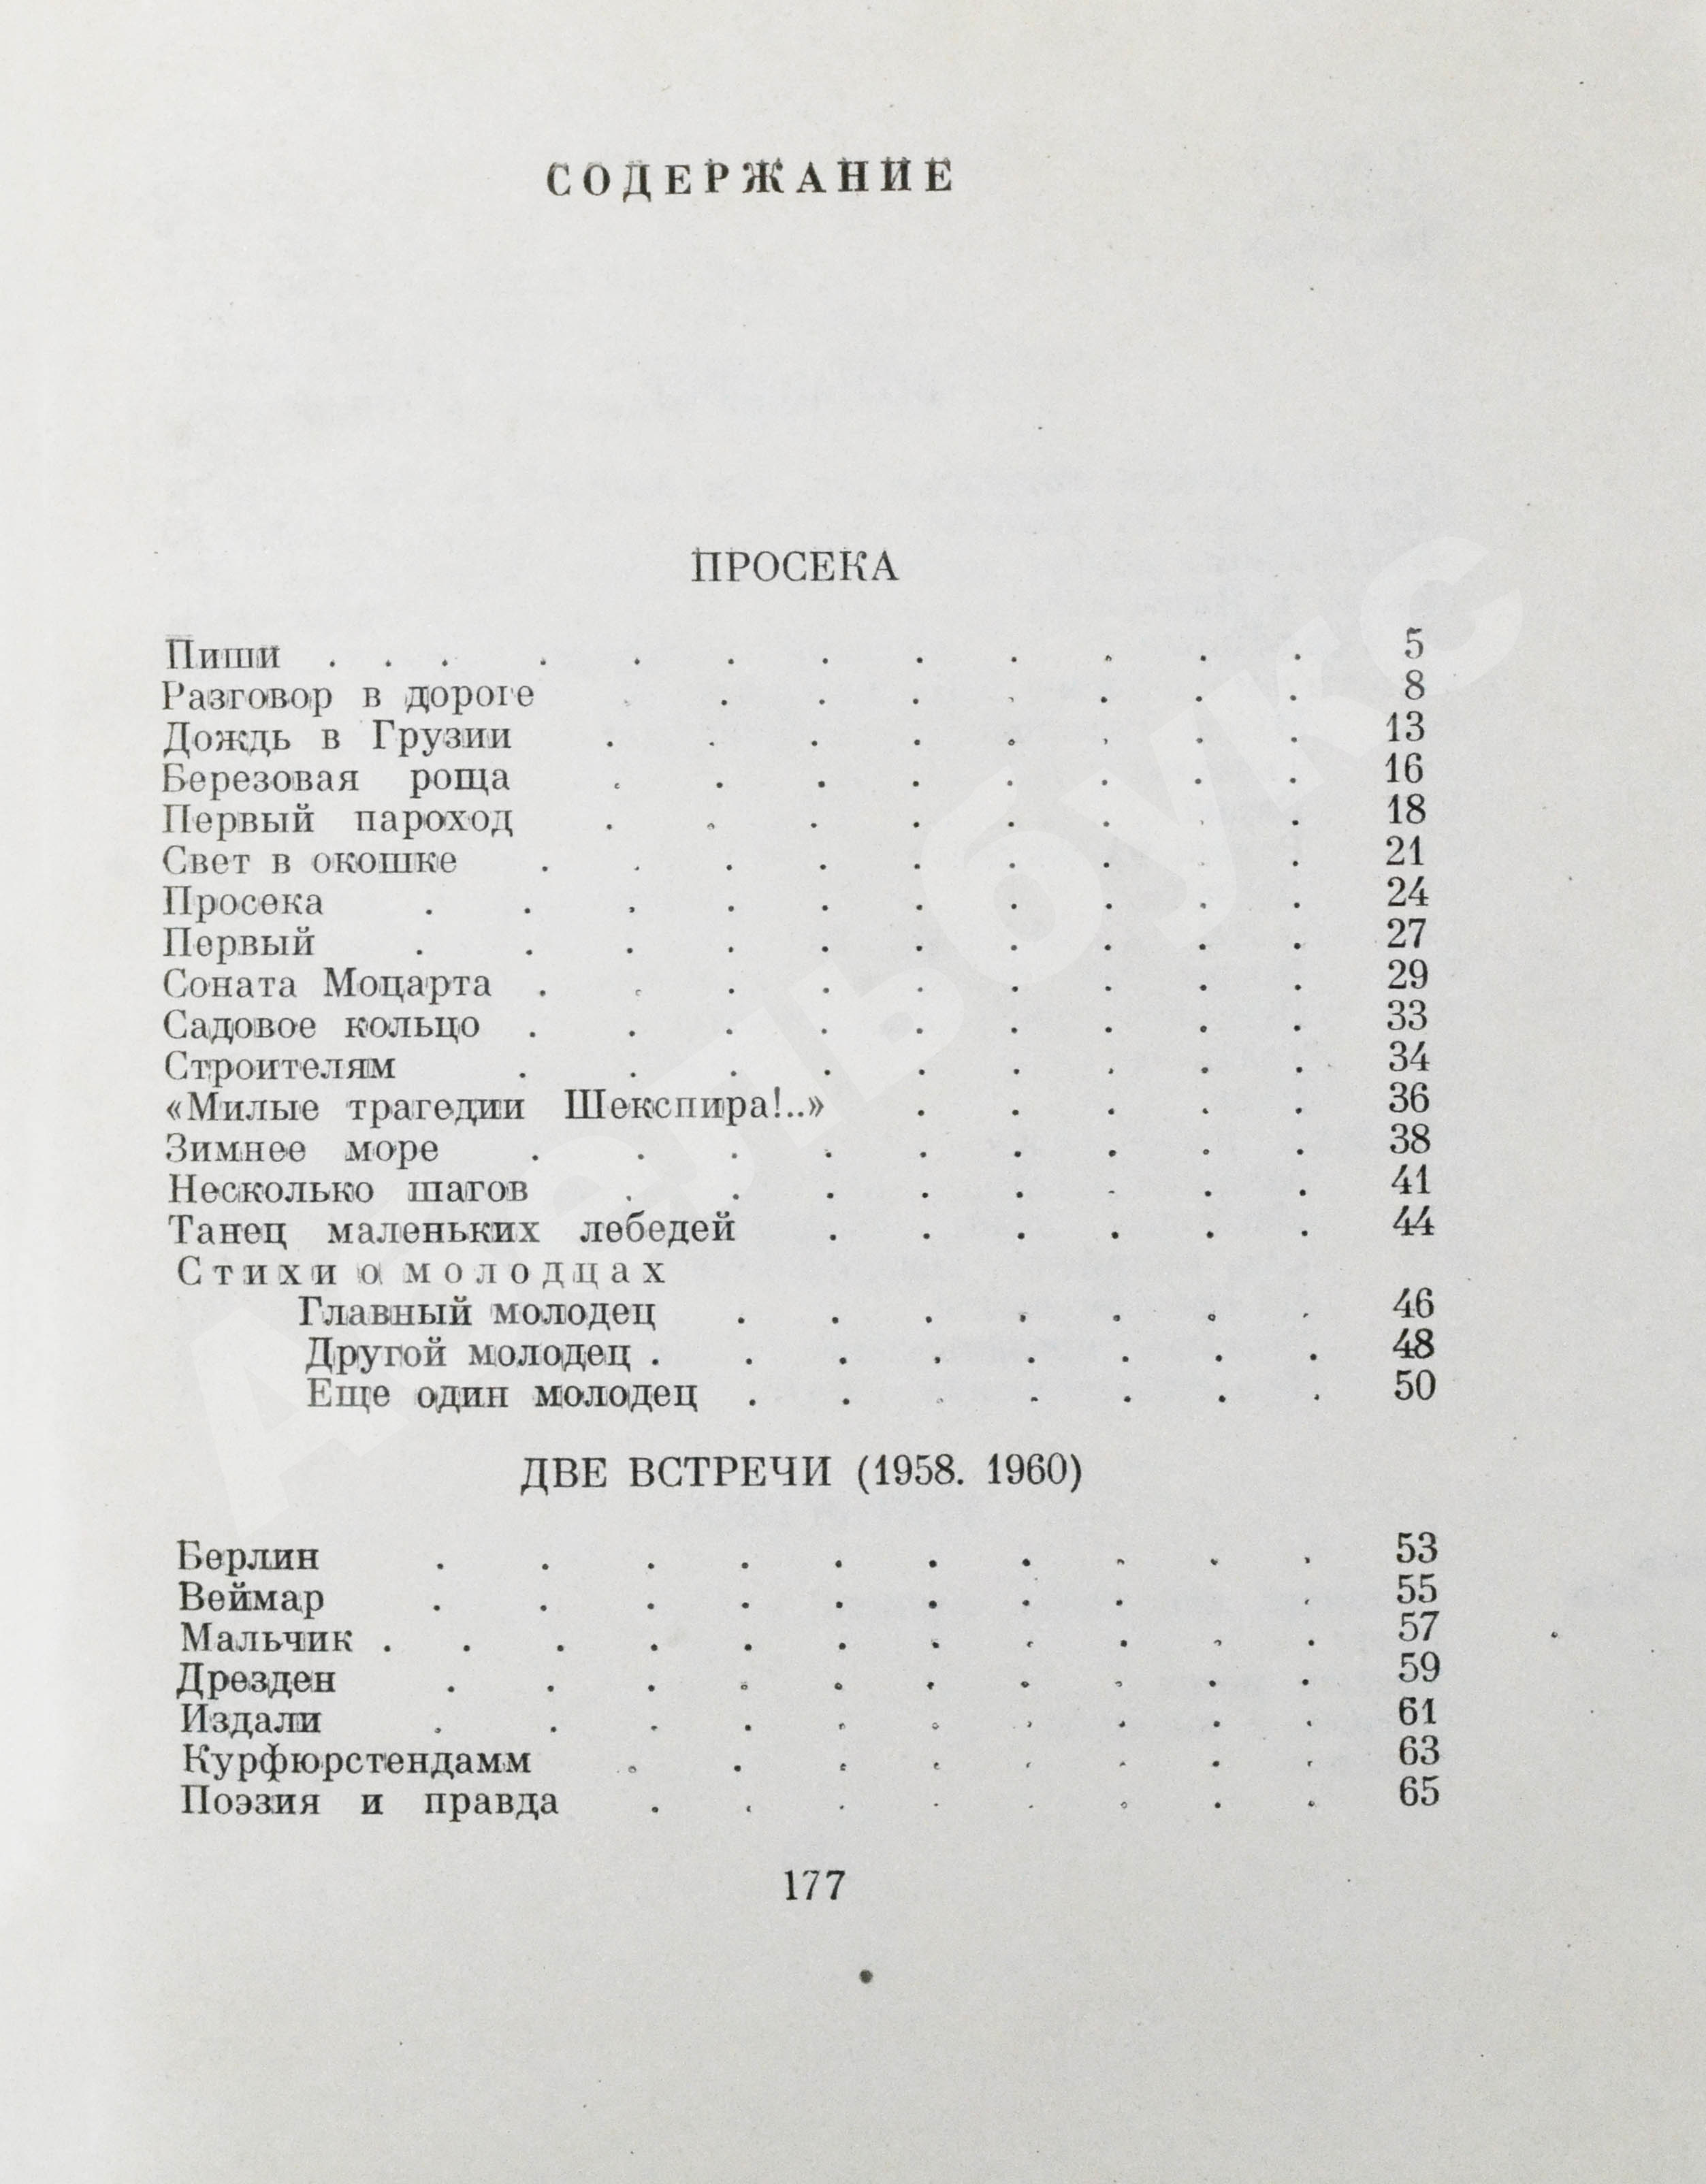 СОДЕРЖАНИЕ
ПРОСЕКА
Пиши . . . . . . . . . . . . 5
Разговор в дороге . . . . . . . . 8
Дождь в Грузии . . . . . . . . 13
Березовая роща . . . . . . . . 16
Первый пароход . . . . . . . . 18
Свет в окошке . . . . . . . . . 21
Просека . . . . . . . . . . 24
Первый . . . . . . . . . . 27
Соната Моцарта . . . . . . . . . 29
Садовое кольцо . . . . . . . . . 33
Строителям . . . . . . . . . 34
«Милые трагедии Шекспира!..» . . . . . 36
Зимнее море . . . . . . . . . 38
Несколько шагов . . . . . . . . 41
Танец маленьких лебедей . . . . . . 44
Стихи о молодцах
Главный молодец . . . . . . . 46
Другой молодец . . . . . . . . 48
Еще один молодец . . . . . . . 50
ДВЕ ВСТРЕЧИ (1958. 1960)
Берлин . . . . . . . . . . 53
Веймар . . . . . . . . . 55
Мальчик . . . . . . . . . . . 57
Дрезден . . . . . . . . . . 59
Издали . . . . . . . . . . 61
Курфюрстендамм . . . . . . . . 63
Поэзия и правда . . . . . . . . 65
177
Адельбукс